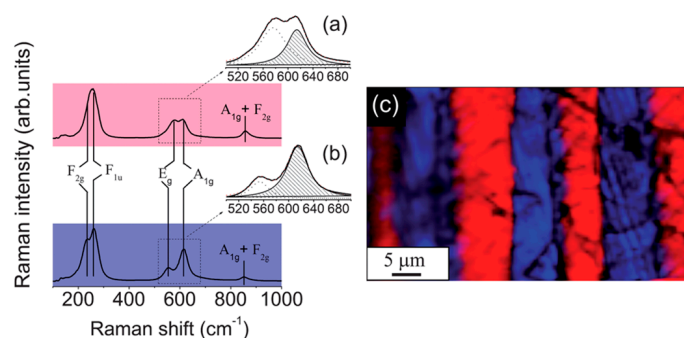 (a)
520 560 600 640 680
A1g + F2g
(c)
(b)
F2g F1u Eg A1g
520 560 600 640 680
A1g + F2g
5 µm
200 400 600 800 1000
Raman shift (cm-1)
Raman intensity (arb.units)